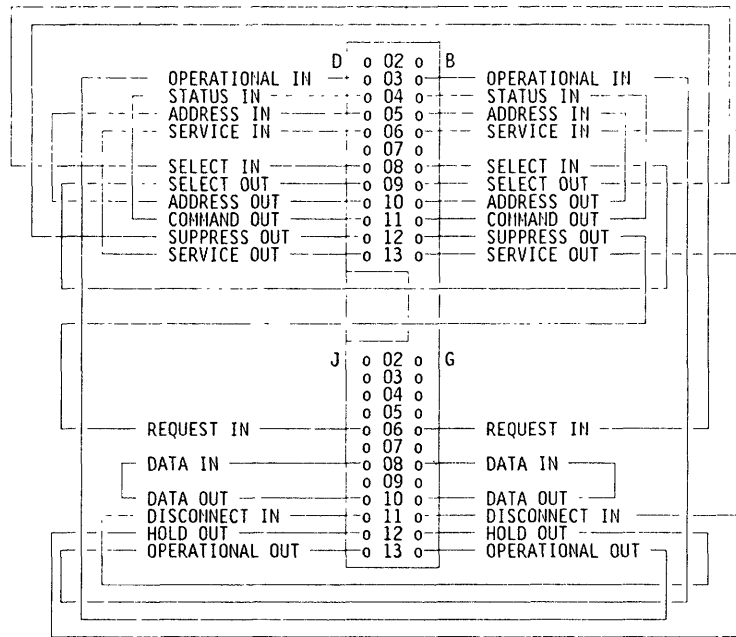 D o 02 o B
OPERATIONAL IN o 03 o OPERATIONAL IN
STATUS IN o 04 o STATUS IN
ADDRESS IN o 05 o ADDRESS IN
SERVICE IN o 06 o SERVICE IN
o 07 o
SELECT IN o 08 o SELECT IN
SELECT OUT o 09 o SELECT OUT
ADDRESS OUT o 10 o ADDRESS OUT
COMMAND OUT o 11 o COMMAND OUT
SUPPRESS OUT o 12 o SUPPRESS OUT
SERVICE OUT o 13 o SERVICE OUT
J o 02 o G
o 03 o
o 04 o
o 05 o
REQUEST IN o 06 o REQUEST IN
o 07 o
DATA IN o 08 o DATA IN
o 09 o
DATA OUT o 10 o DATA OUT
DISCONNECT IN o 11 o DISCONNECT IN
HOLD OUT o 12 o HOLD OUT
OPERATIONAL OUT o 13 o OPERATIONAL OUT